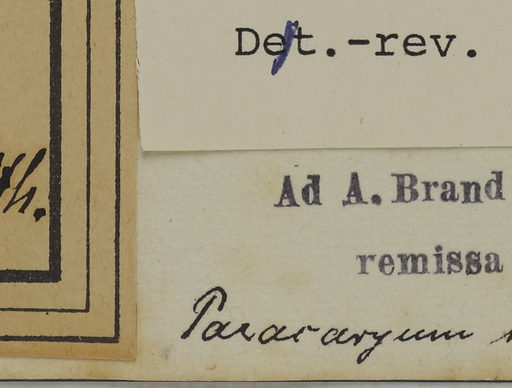 Det.-rev.
Ad A. Brand
remissa
Paracaryum